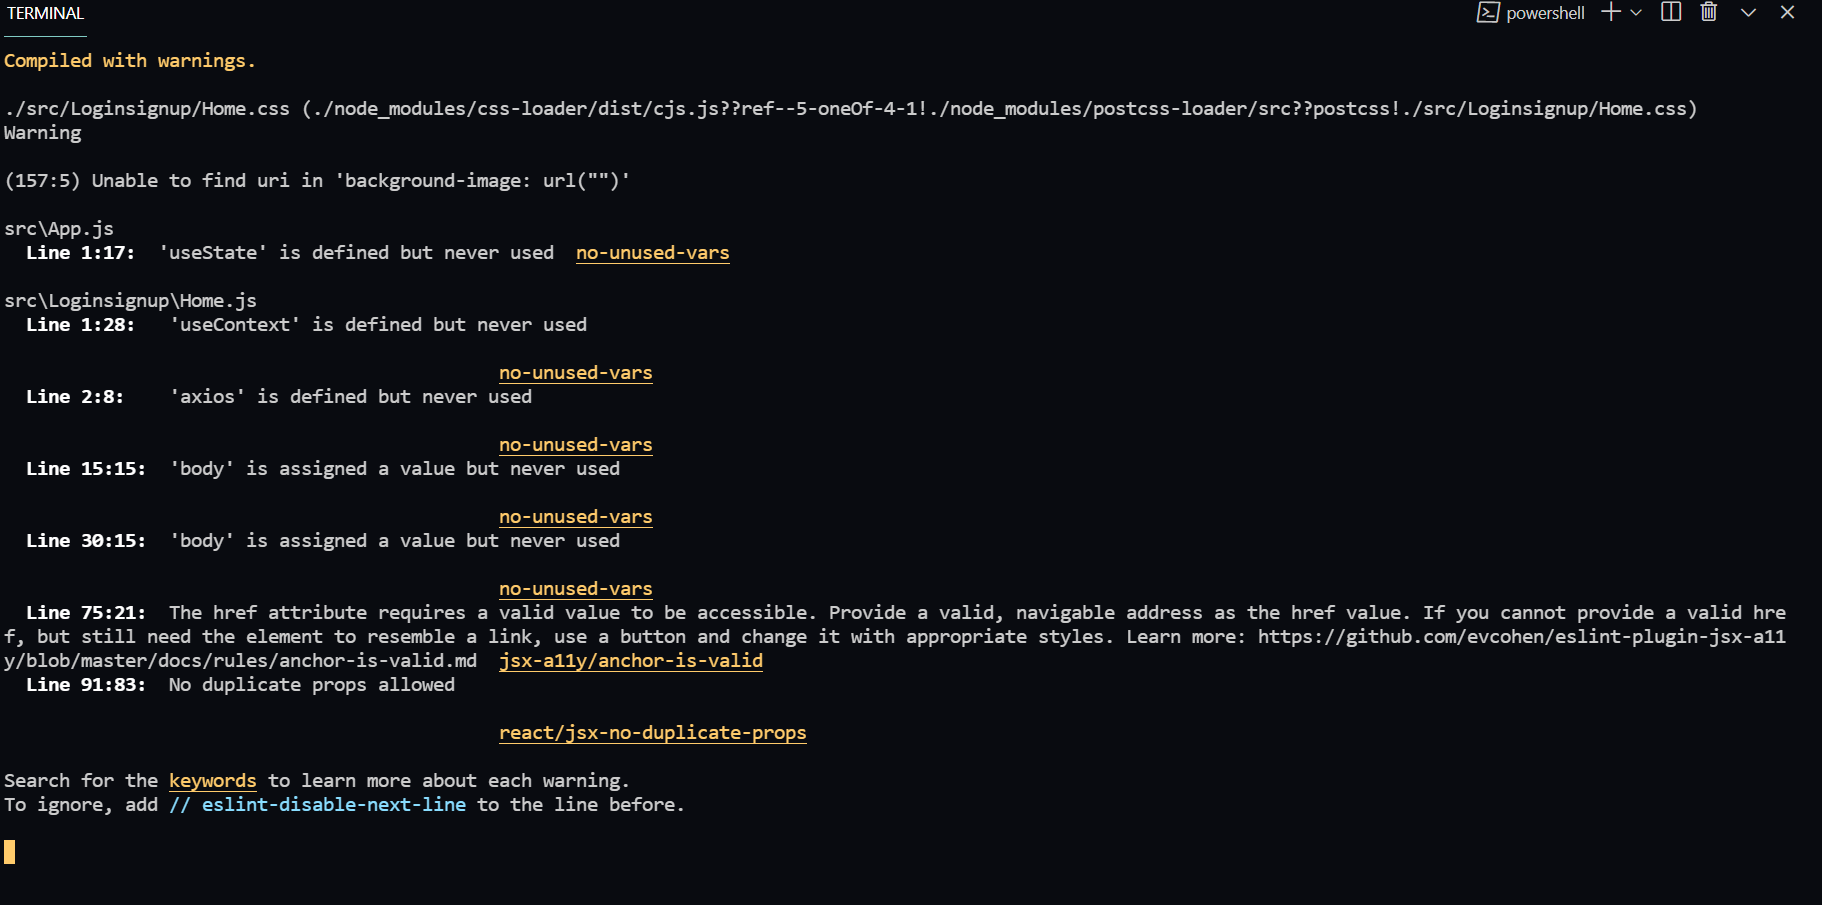 TERMINAL
powershell
Compiled with warnings.
./src/Loginsignup/Home.css (./node_modules/css-loader/dist/cjs.js??ref--5-oneOf-4-1!./node_modules/postcss-loader/src??postcss!./src/Loginsignup/Home.css)
Warning
(157:5) Unable to find uri in 'background-image: url("")'
src\App.js
Line 1:17:  'useState' is defined but never used  no-unused-vars
src\Loginsignup\Home.js
Line 1:28:   'useContext' is defined but never used
no-unused-vars
Line 2:8:    'axios' is defined but never used
no-unused-vars
Line 15:15:  'body' is assigned a value but never used
no-unused-vars
Line 30:15:  'body' is assigned a value but never used
no-unused-vars
Line 75:21:  The href attribute requires a valid value to be accessible. Provide a valid, navigable address as the href value. If you cannot provide a valid hre
f, but still need the element to resemble a link, use a button and change it with appropriate styles. Learn more: https://github.com/evcohen/eslint-plugin-jsx-a11
y/blob/master/docs/rules/anchor-is-valid.md  jsx-a11y/anchor-is-valid
Line 91:83:  No duplicate props allowed
react/jsx-no-duplicate-props
Search for the keywords to learn more about each warning.
To ignore, add // eslint-disable-next-line to the line before.